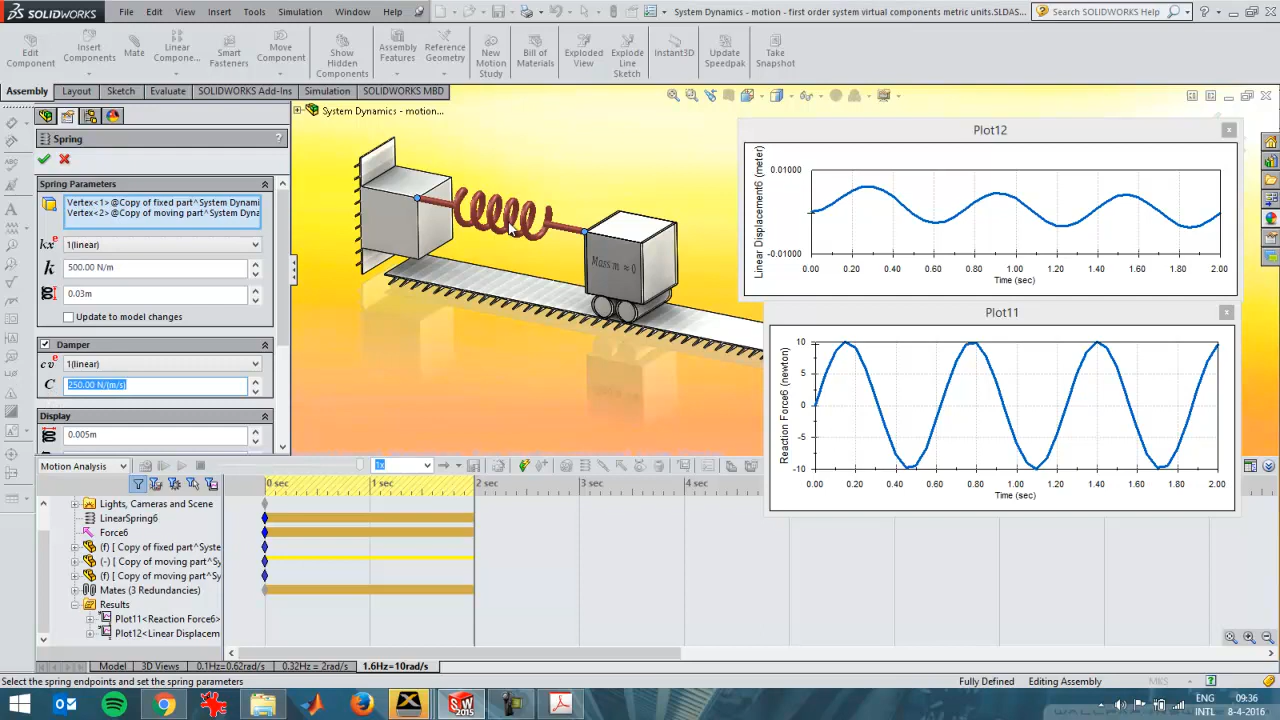 SOLIDWORKS
File Edit View Insert Tools Simulation Window Help
System Dynamics - motion - first order system virtual components metric units.SLDAS...
Search SOLIDWORKS Help
Edit Component
Insert Components
Mate
Linear Compone...
Smart Fasteners
Move Component
Show Hidden Components
Assembly Features
Reference Geometry
New Motion Study
Bill of Materials
Exploded View
Explode Line Sketch
Instant3D
Update Speedpak
Take Snapshot
Assembly Layout Sketch Evaluate SOLIDWORKS Add-Ins Simulation SOLIDWORKS MBD
System Dynamics - motion...
Spring
?
Spring Parameters
Vertex<1> @Copy of fixed part^System Dynami
Vertex<2> @Copy of moving part^System Dyna
kx e 1(linear)
k 500.00 N/m
0.03m
Update to model changes
Damper
cv e 1(linear)
C 250.00 N/(m/s)
Display
0.005m
Mass m ≈ 0
Plot12
Linear Displacement6 (meter)
0.01000
0.00
-0.01000
0.00 0.20 0.40 0.60 0.80 1.00 1.20 1.40 1.60 1.80 2.00
Time (sec)
Plot11
Reaction Force6 (newton)
10
5
0
-5
-10
0.00 0.20 0.40 0.60 0.80 1.00 1.20 1.40 1.60 1.80 2.00
Time (sec)
Motion Analysis
1x
0 sec 1 sec 2 sec 3 sec 4 sec
Lights, Cameras and Scene
LinearSpring6
Force6
(f) [ Copy of fixed part^Syste
(-) [ Copy of moving part^S
(f) [ Copy of moving part^Sy
Mates (3 Redundancies)
Results
Plot11<Reaction Force6>
Plot12<Linear Displacem
Model 3D Views 0.1Hz=0.62rad/s 0.32Hz = 2rad/s 1.6Hz=10rad/s
Select the spring endpoints and set the spring parameters
Fully Defined Editing Assembly MKS
ENG
INTL
09:36
8-4-2016